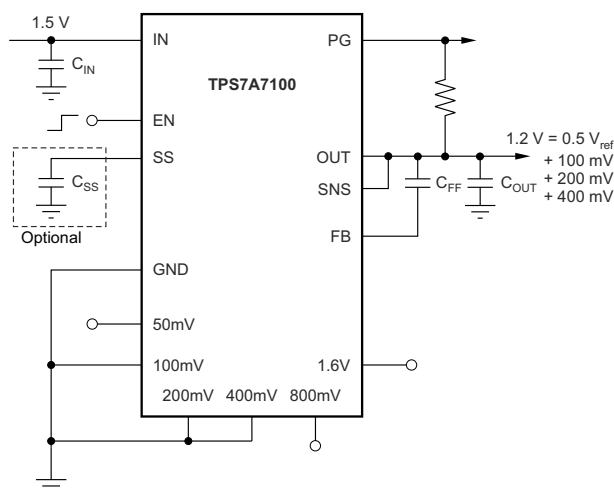 1.5 V
IN
PG
C_IN
TPS7A7100
EN
SS
OUT
1.2 V = 0.5 V_ref
+ 100 mV
+ 200 mV
+ 400 mV
C_SS
SNS
C_FF
C_OUT
Optional
FB
GND
50mV
100mV
1.6V
200mV 400mV 800mV